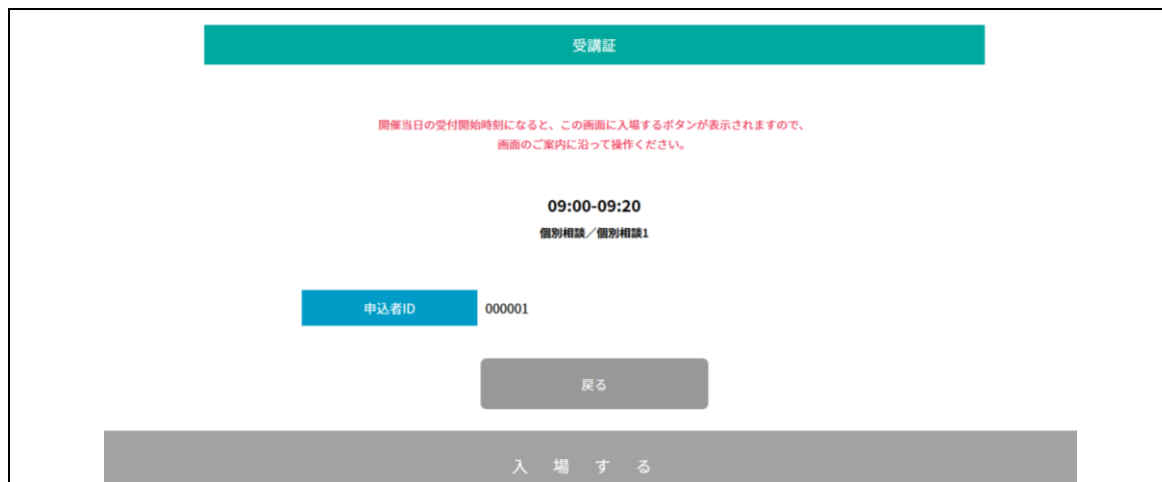 受講証
開催当日の受付開始時刻になると、この画面に入場するボタンが表示されますので、
画面のご案内に沿って操作ください。
09:00-09:20
個別相談／個別相談1
申込者ID 000001
戻る
入場する